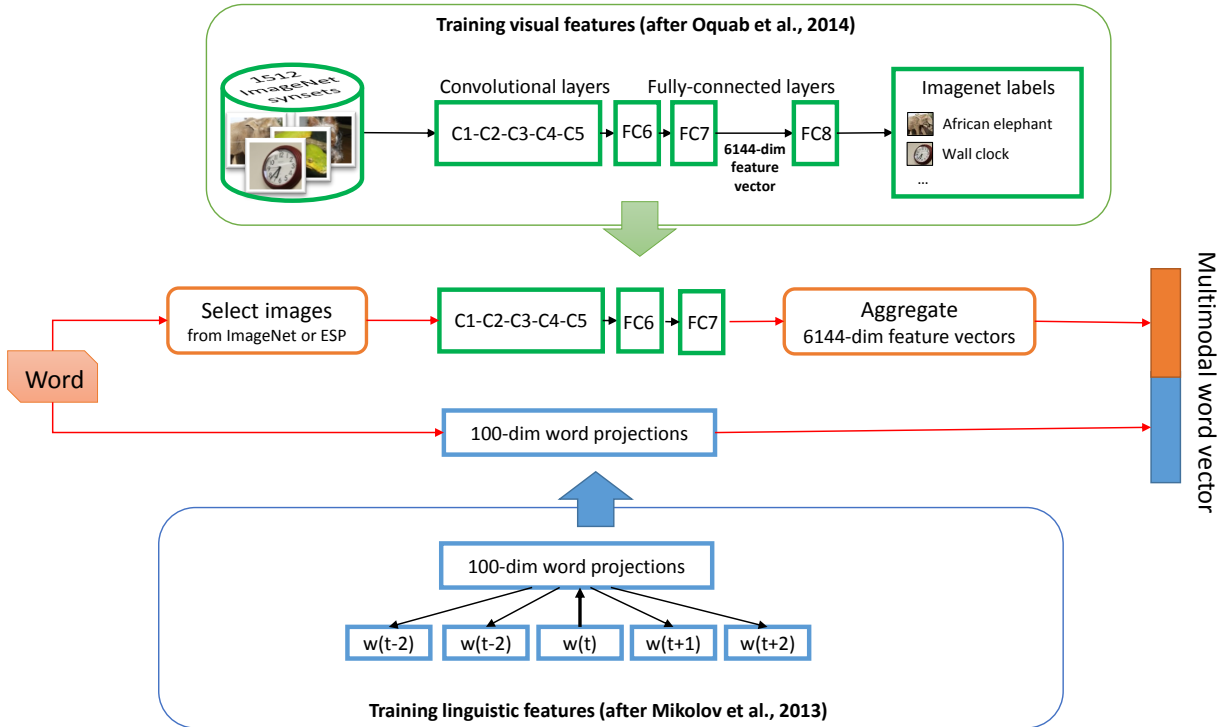 Training visual features (after Oquab et al., 2014)
1512
ImageNet
synsets
Convolutional layers
Fully-connected layers
C1-C2-C3-C4-C5
FC6
FC7
6144-dim
feature
vector
FC8
Imagenet labels
African elephant
Wall clock
...
Word
Select images
from ImageNet or ESP
C1-C2-C3-C4-C5
FC6
FC7
Aggregate
6144-dim feature vectors
Multimodal word vector
100-dim word projections
100-dim word projections
w(t-2)
w(t-2)
w(t)
w(t+1)
w(t+2)
Training linguistic features (after Mikolov et al., 2013)